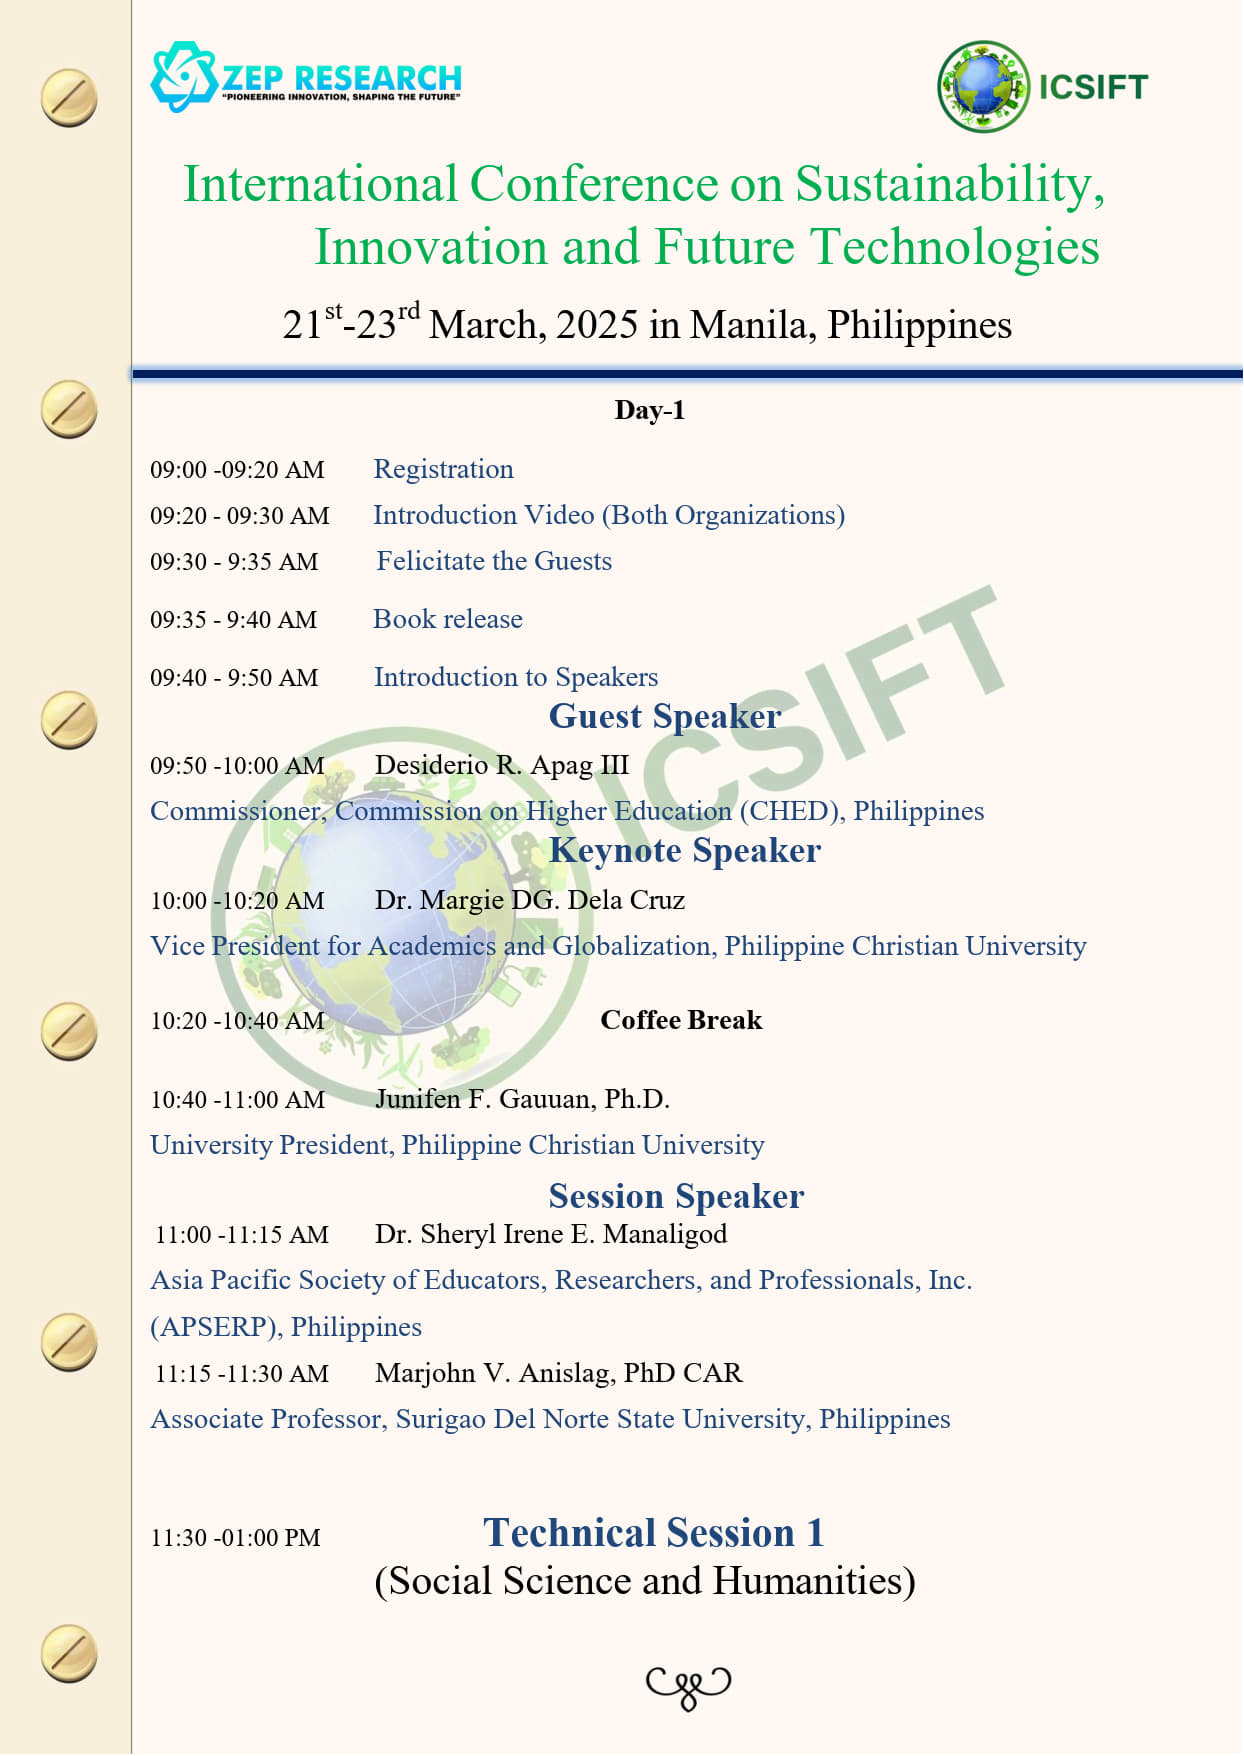 ZEP RESEARCH
"PIONEERING INNOVATION, SHAPING THE FUTURE"
ICSIFT
International Conference on Sustainability,
Innovation and Future Technologies
21st-23rd March, 2025 in Manila, Philippines
Day-1
09:00 -09:20 AM Registration
09:20 - 09:30 AM Introduction Video (Both Organizations)
09:30 - 9:35 AM Felicitate the Guests
09:35 - 9:40 AM Book release
09:40 - 9:50 AM Introduction to Speakers
Guest Speaker
09:50 -10:00 AM Desiderio R. Apag III
Commissioner, Commission on Higher Education (CHED), Philippines
Keynote Speaker
10:00 -10:20 AM Dr. Margie DG. Dela Cruz
Vice President for Academics and Globalization, Philippine Christian University
10:20 -10:40 AM Coffee Break
10:40 -11:00 AM Junifen F. Gauuan, Ph.D.
University President, Philippine Christian University
Session Speaker
11:00 -11:15 AM Dr. Sheryl Irene E. Manaligod
Asia Pacific Society of Educators, Researchers, and Professionals, Inc.
(APSERP), Philippines
11:15 -11:30 AM Marjohn V. Anislag, PhD CAR
Associate Professor, Surigao Del Norte State University, Philippines
11:30 -01:00 PM Technical Session 1
(Social Science and Humanities)
ICSIFT